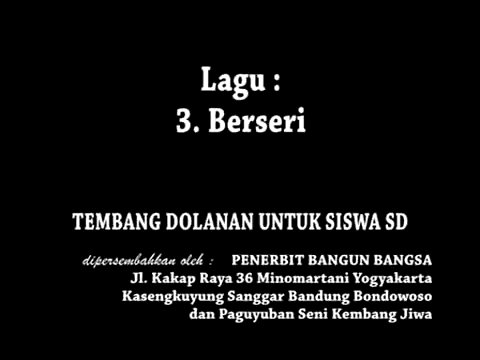 Lagu :
3. Berseri
TEMBANG DOLANAN UNTUK SISWA SD
dipersembahkan oleh : PENERBIT BANGUN BANGSA
Jl. Kakap Raya 36 Minomartani Yogyakarta
Kasengkuyung Sanggar Bandung Bondowoso
dan Paguyuban Seni Kembang Jiwa